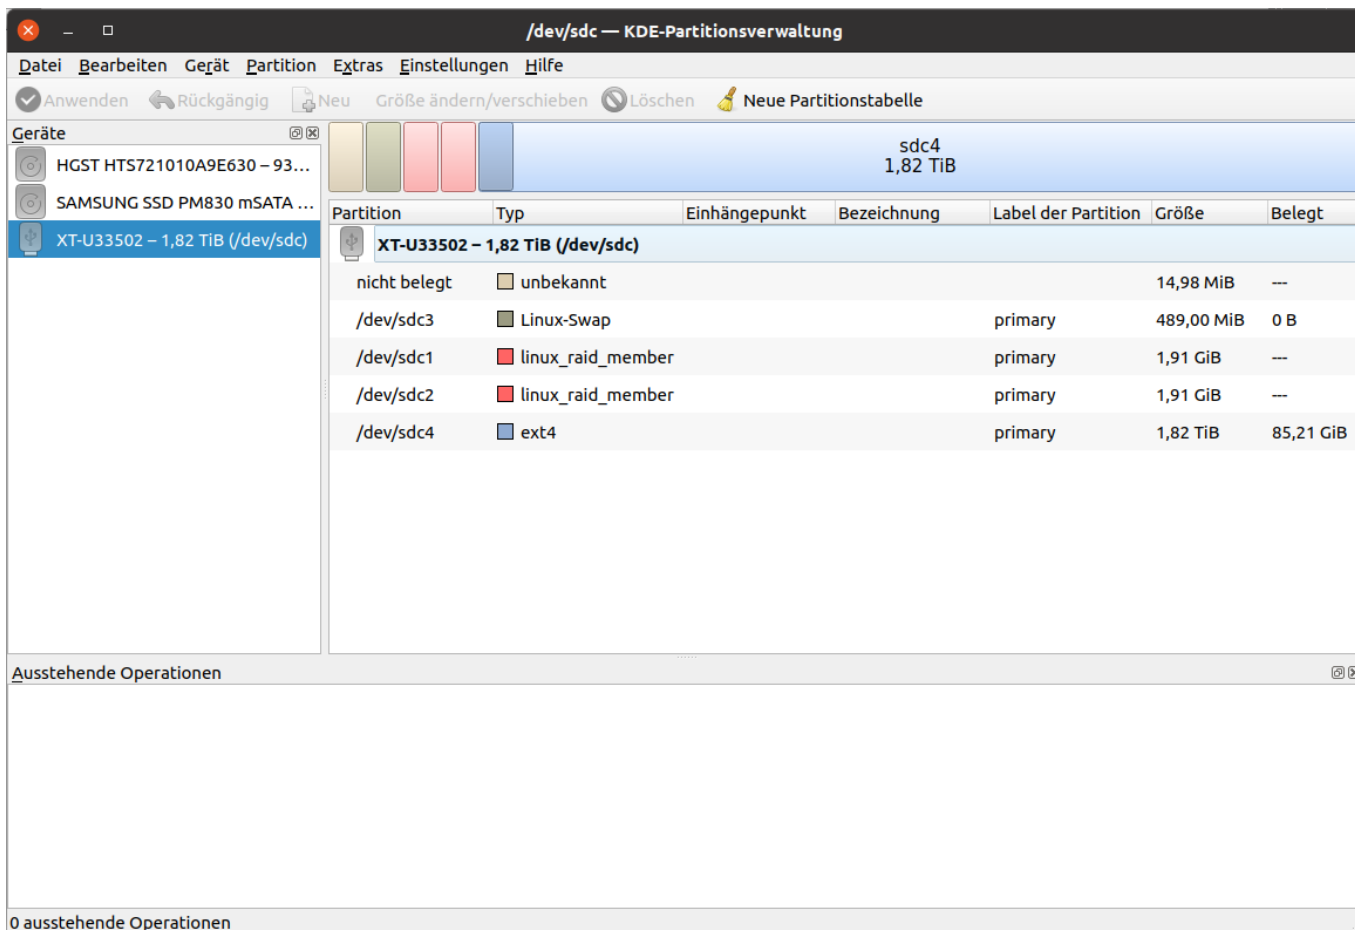 /dev/sdc — KDE-Partitionsverwaltung
Datei Bearbeiten Gerät Partition Extras Einstellungen Hilfe
Anwenden Rückgängig Neu Größe ändern/verschieben Löschen Neue Partitionstabelle
Geräte
HGST HTS721010A9E630 – 93...
SAMSUNG SSD PM830 mSATA ...
XT-U33502 – 1,82 TiB (/dev/sdc)
sdc4
1,82 TiB
Partition Typ Einhängepunkt Bezeichnung Label der Partition Größe Belegt
XT-U33502 – 1,82 TiB (/dev/sdc)
nicht belegt unbekannt 14,98 MiB ---
/dev/sdc3 Linux-Swap primary 489,00 MiB 0 B
/dev/sdc1 linux_raid_member primary 1,91 GiB ---
/dev/sdc2 linux_raid_member primary 1,91 GiB ---
/dev/sdc4 ext4 primary 1,82 TiB 85,21 GiB
Ausstehende Operationen
0 ausstehende Operationen